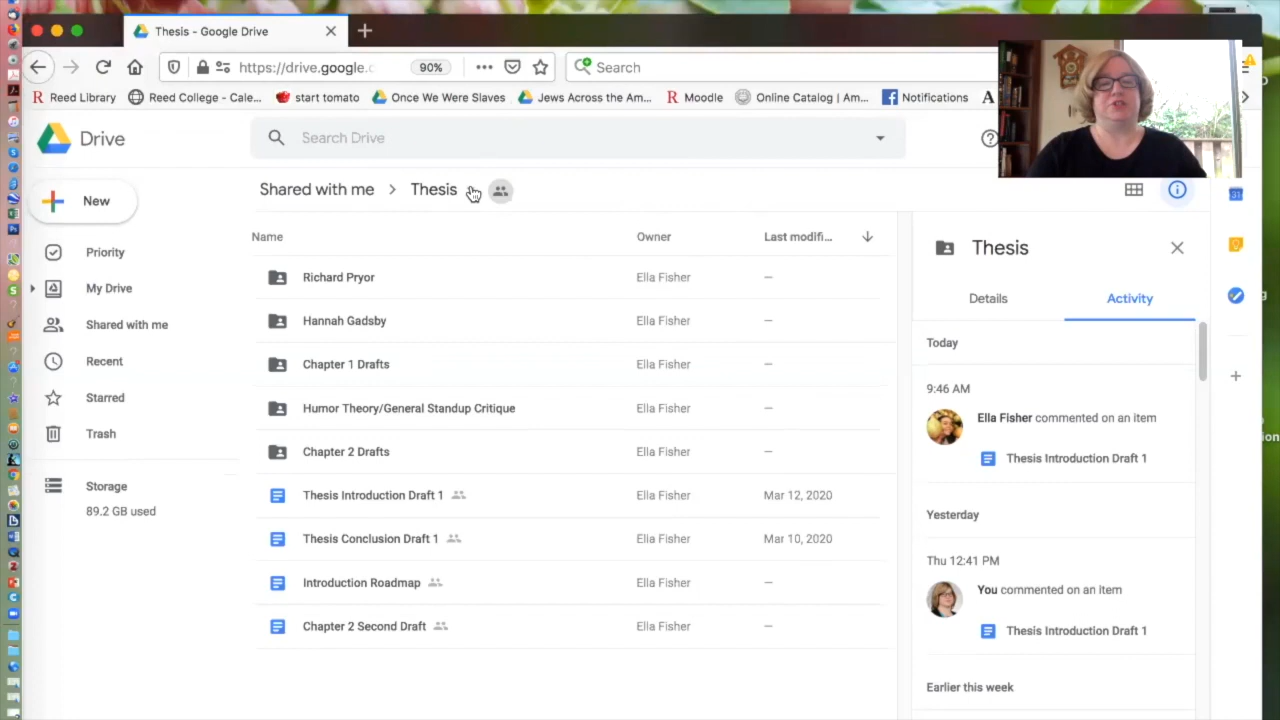 Thesis - Google Drive
https://drive.google.c
90%
Search
Reed Library
Reed College - Cale...
start tomato
Once We Were Slaves
Jews Across the Am...
Moodle
Online Catalog | Am...
Notifications
A
Drive
Search Drive
New
Shared with me > Thesis
Priority
My Drive
Shared with me
Recent
Starred
Trash
Storage
89.2 GB used
Name Owner Last modifi...
Richard Pryor Ella Fisher —
Hannah Gadsby Ella Fisher —
Chapter 1 Drafts Ella Fisher —
Humor Theory/General Standup Critique Ella Fisher —
Chapter 2 Drafts Ella Fisher —
Thesis Introduction Draft 1 Ella Fisher Mar 12, 2020
Thesis Conclusion Draft 1 Ella Fisher Mar 10, 2020
Introduction Roadmap Ella Fisher —
Chapter 2 Second Draft Ella Fisher —
Thesis
Details Activity
Today
9:46 AM
Ella Fisher commented on an item
Thesis Introduction Draft 1
Yesterday
Thu 12:41 PM
You commented on an item
Thesis Introduction Draft 1
Earlier this week
31
ion